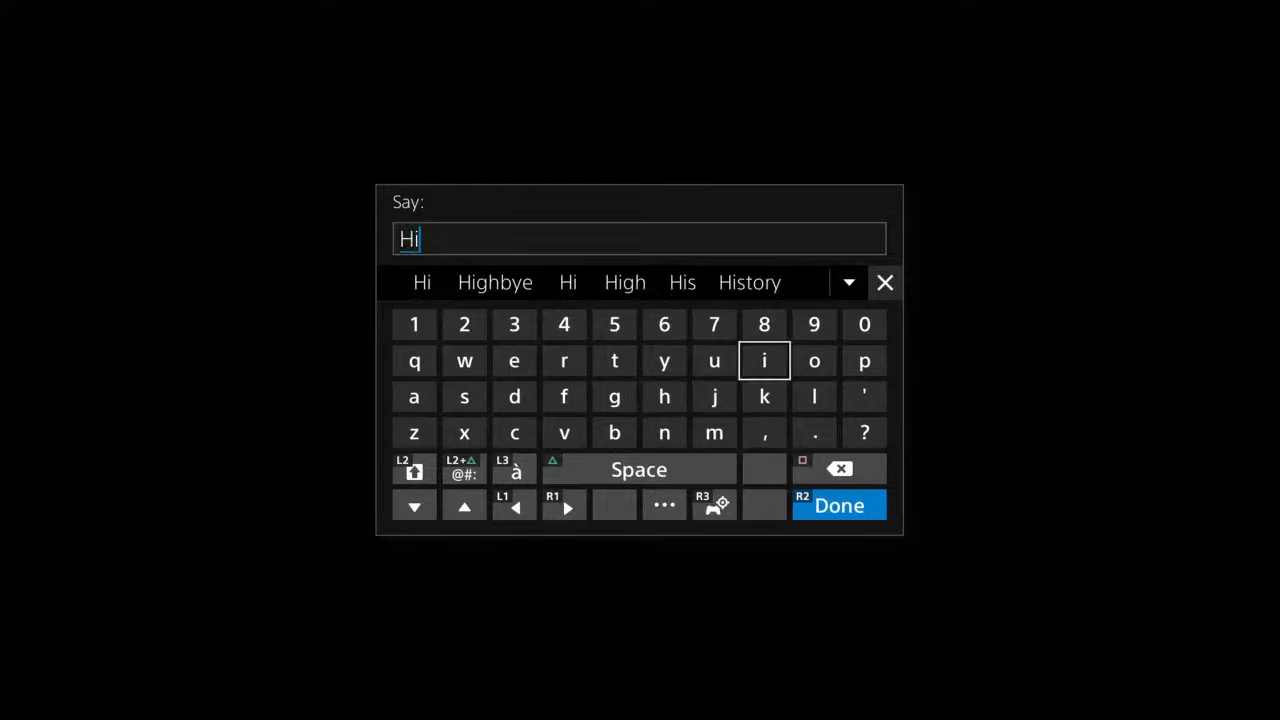 Say:
Hi
Hi Highbye Hi High His History
1 2 3 4 5 6 7 8 9 0
q w e r t y u i o p
a s d f g h j k l '
z x c v b n m , . ?
L2 L2+△ @#: L3 à △ Space □
L1 R1 ... R3 R2 Done